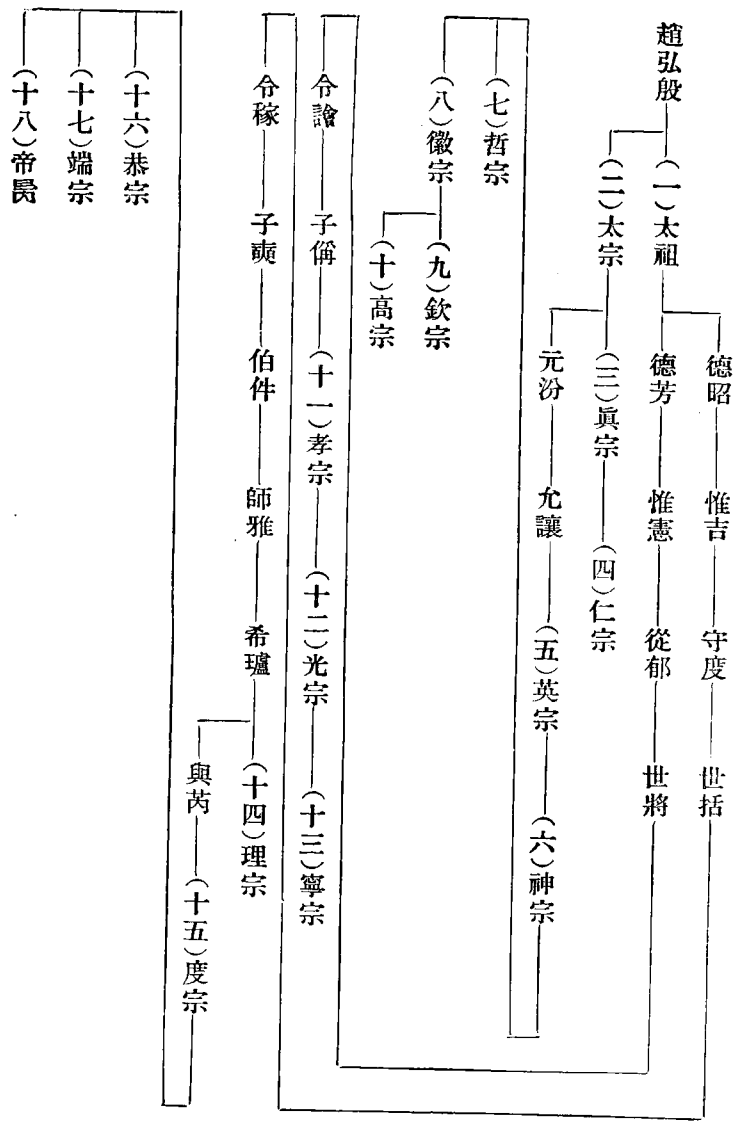 德昭 惟吉 守度 世括
趙弘殷 (一)太祖 德芳 惟憲 從郁 世將
(二)太宗 (三)眞宗 (四)仁宗
元汾 允讓 (五)英宗 (六)神宗
(七)哲宗
(八)徽宗 (九)欽宗
(十)高宗
令譮 子偁 (十一)孝宗 (十二)光宗 (十三)寧宗
令稼 子奭 伯件 師雅 希瓐 (十四)理宗
與芮 (十五)度宗
(十六)恭宗
(十七)端宗
(十八)帝昺